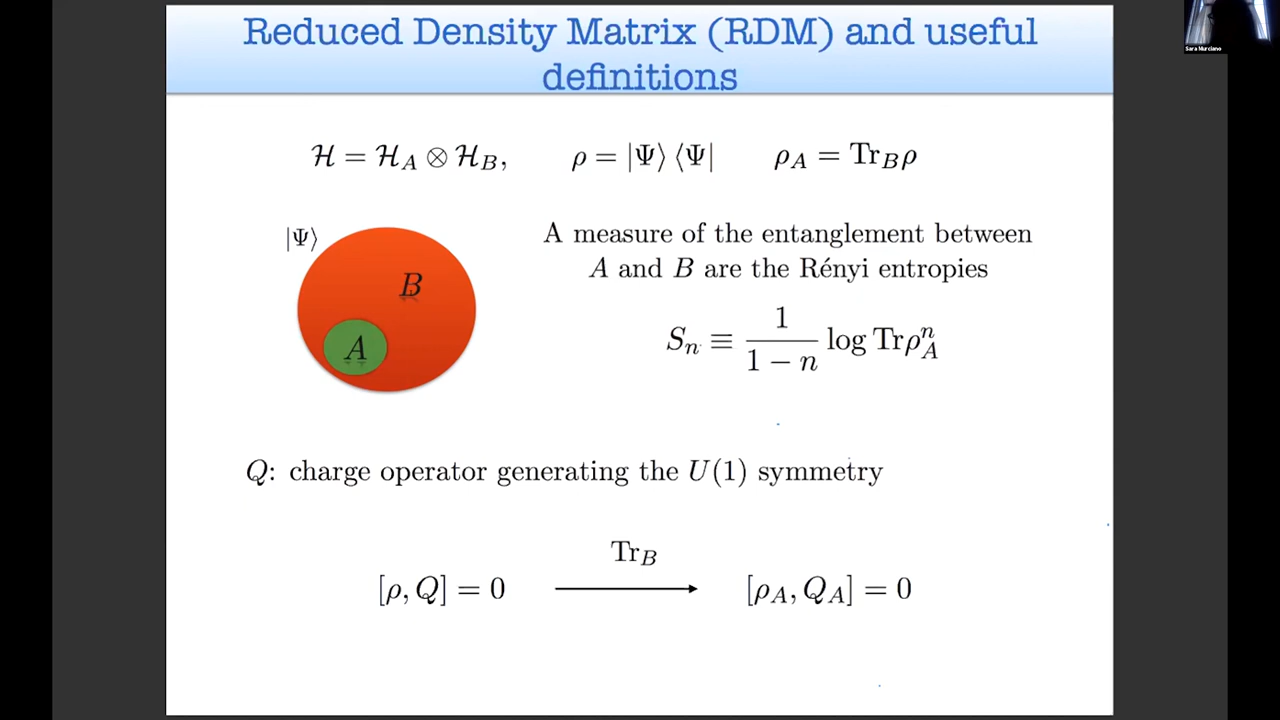 Reduced Density Matrix (RDM) and useful
definitions
ℋ = ℋ_A ⊗ ℋ_B,    ρ = |Ψ⟩ ⟨Ψ|    ρ_A = Tr_B ρ
|Ψ⟩
B
A
A measure of the entanglement between
A and B are the Rényi entropies
S_n ≡ \frac{1}{1 − n} log Trρ_A^n
Q: charge operator generating the U(1) symmetry
Tr_B
[ρ, Q] = 0 ⟶ [ρ_A, Q_A] = 0
Sara Murciano